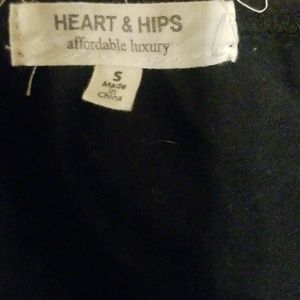 HEART & HIPS
affordable luxury
S
Made
in
China